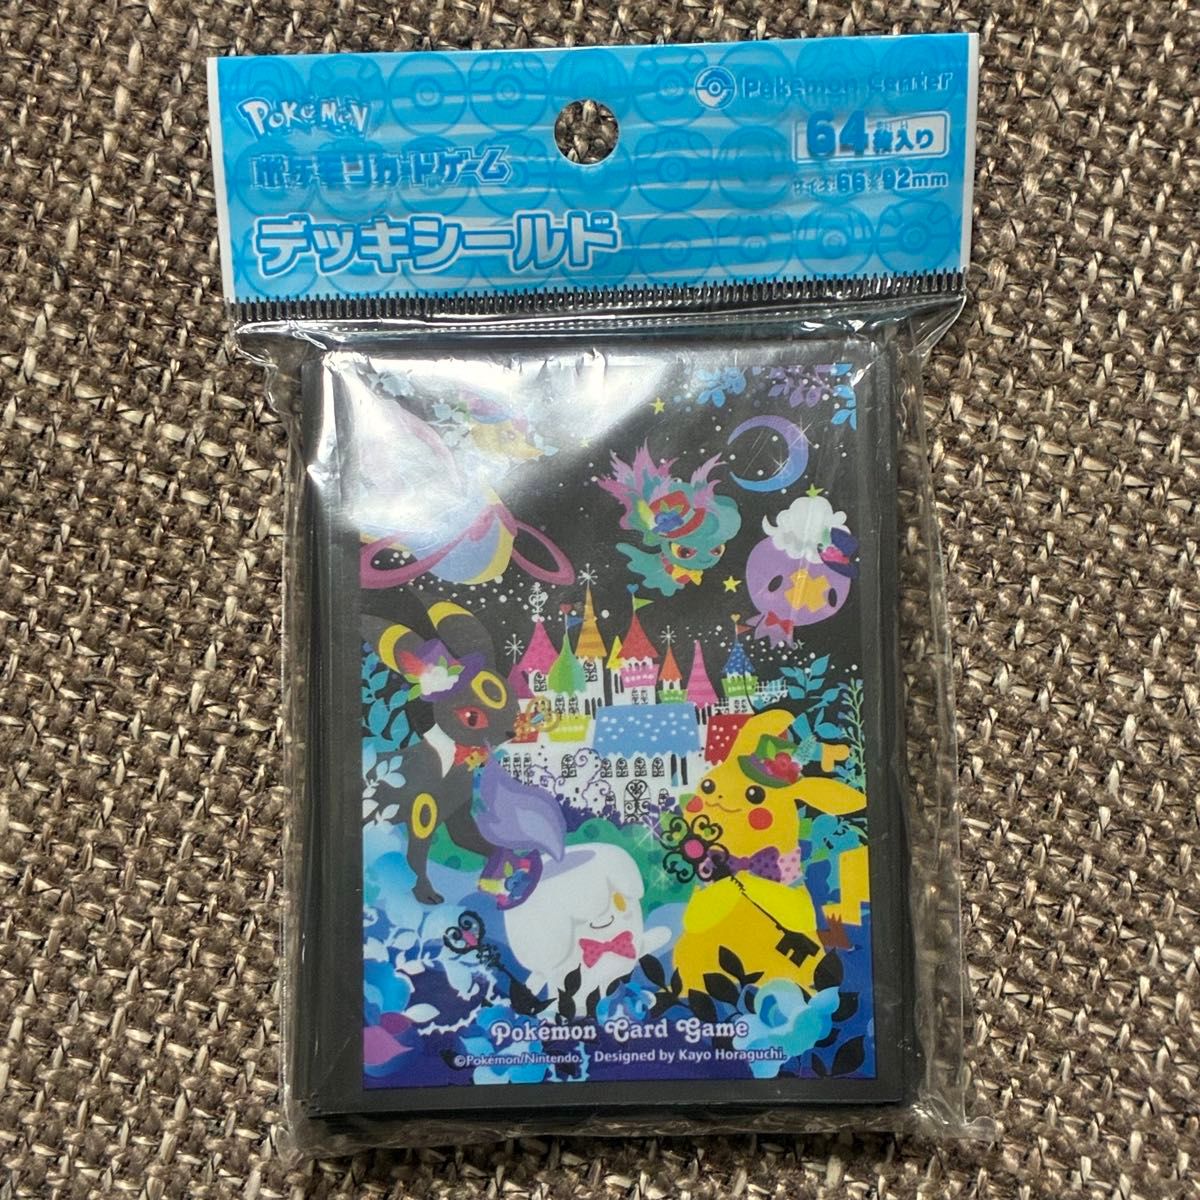 POKéMON
ポケモンカードゲーム
デッキシールド
Pokémon Center
64枚入り
サイズ:66×92mm
Pokémon Card Game
©Pokémon/Nintendo. Designed by Kayo Horaguchi.